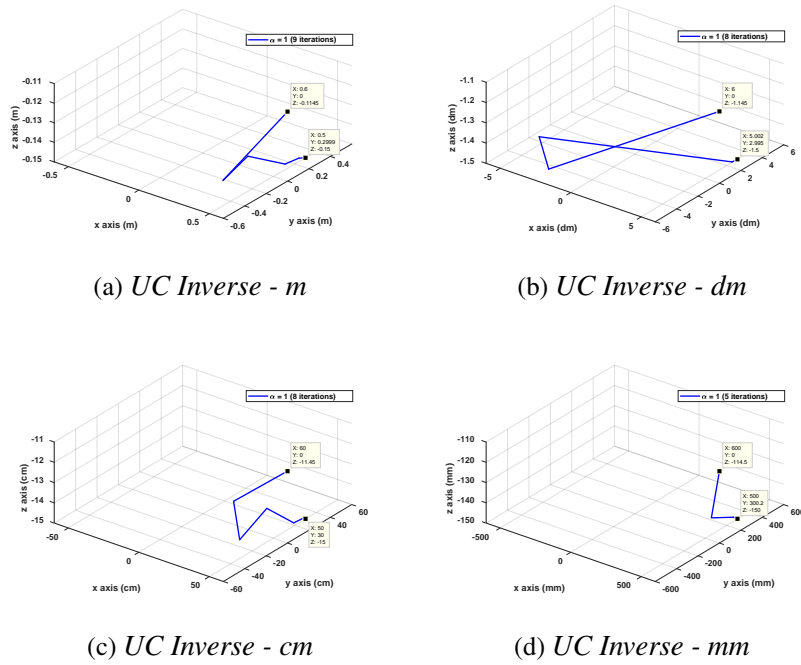 α = 1 (9 iterations)
-0.11
-0.12
-0.13
-0.14
-0.15
z axis (m)
X: 0.6
Y: 0
Z: -0.1145
X: 0.5
Y: 0.2999
Z: -0.15
-0.5
0
0.5
x axis (m)
-0.6
-0.4
-0.2
0
0.2
0.4
y axis (m)
(a) UC Inverse - m
α = 1 (8 iterations)
-1.1
-1.2
-1.3
-1.4
-1.5
z axis (dm)
X: 6
Y: 0
Z: -1.145
X: 5.002
Y: 2.995
Z: -1.5
-5
0
5
x axis (dm)
-6
-4
-2
0
2
4
6
y axis (dm)
(b) UC Inverse - dm
α = 1 (8 iterations)
-11
-12
-13
-14
-15
z axis (cm)
X: 60
Y: 0
Z: -11.45
X: 50
Y: 30
Z: -15
-50
0
50
x axis (cm)
-60
-40
-20
0
20
40
60
y axis (cm)
(c) UC Inverse - cm
α = 1 (5 iterations)
-110
-120
-130
-140
-150
z axis (mm)
X: 600
Y: 0
Z: -114.5
X: 500
Y: 300.2
Z: -150
-500
0
500
x axis (mm)
-600
-400
-200
0
200
400
600
y axis (mm)
(d) UC Inverse - mm